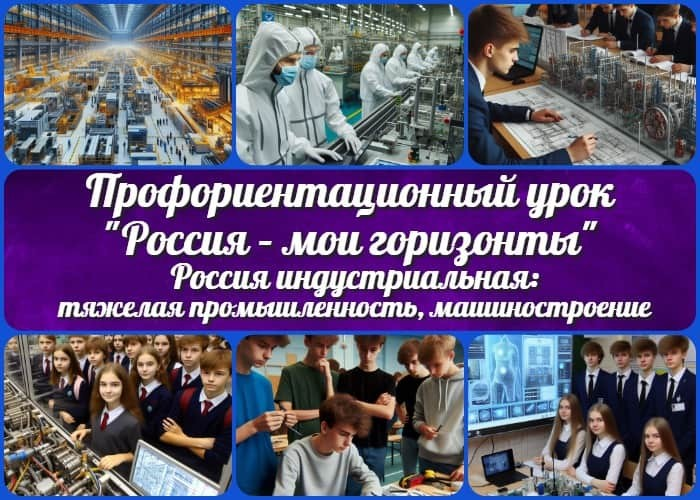 Профориентационный урок
"Россия – мои горизонты"
Россия индустриальная:
тяжелая промышленность, машиностроение